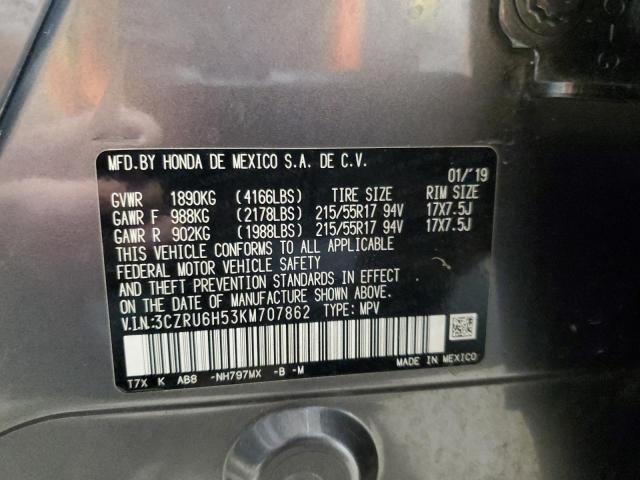 MFD.BY HONDA DE MEXICO S.A. DE C.V. 01/'19
GVWR 1890KG (4166LBS) TIRE SIZE RIM SIZE
GAWR F 988KG (2178LBS) 215/55R17 94V 17X7.5J
GAWR R 902KG (1988LBS) 215/55R17 94V 17X7.5J
THIS VEHICLE CONFORMS TO ALL APPLICABLE
FEDERAL MOTOR VEHICLE SAFETY
AND THEFT PREVENTION STANDARDS IN EFFECT
ON THE DATE OF MANUFACTURE SHOWN ABOVE.
V.I.N:3CZRU6H53KM707862 TYPE: MPV
MADE IN MEXICO
T7X K AB8 -NH797MX -B -M